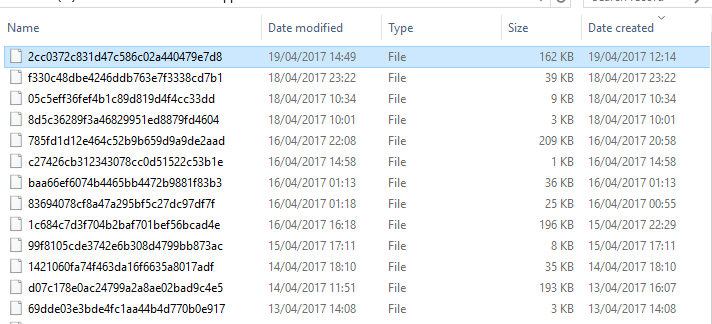 Name Date modified Type Size Date created
2cc0372c831d47c586c02a440479e7d8 19/04/2017 14:49 File 162 KB 19/04/2017 12:14
f330c48dbe4246ddb763e7f3338cd7b1 18/04/2017 23:22 File 39 KB 18/04/2017 23:22
05c5eff36fef4b1c89d819d4f4cc33dd 18/04/2017 10:34 File 9 KB 18/04/2017 10:34
8d5c36289f3a46829951ed8879fd4604 18/04/2017 10:01 File 3 KB 18/04/2017 10:01
785fd1d12e464c52b9b659d9a9de2aad 16/04/2017 22:08 File 209 KB 16/04/2017 20:58
c27426cb312343078cc0d51522c53b1e 16/04/2017 14:58 File 1 KB 16/04/2017 14:58
baa66ef6074b4465bb4472b9881f83b3 16/04/2017 01:13 File 36 KB 16/04/2017 01:13
83694078cf8a47a295bf5c27dc97df7f 16/04/2017 01:18 File 25 KB 16/04/2017 00:55
1c684c7d3f704b2baf701bef56bcad4e 16/04/2017 16:18 File 196 KB 15/04/2017 22:29
99f8105cde3742e6b308d4799bb873ac 15/04/2017 17:11 File 8 KB 15/04/2017 17:11
1421060fa74f463da16f6635a8017adf 14/04/2017 18:10 File 35 KB 14/04/2017 18:10
d07c178e0ac24799a2a8ae02bad9c4e5 14/04/2017 11:51 File 193 KB 13/04/2017 16:07
69dde03e3bde4fc1aa44b4d770b0e917 13/04/2017 14:08 File 3 KB 13/04/2017 14:08